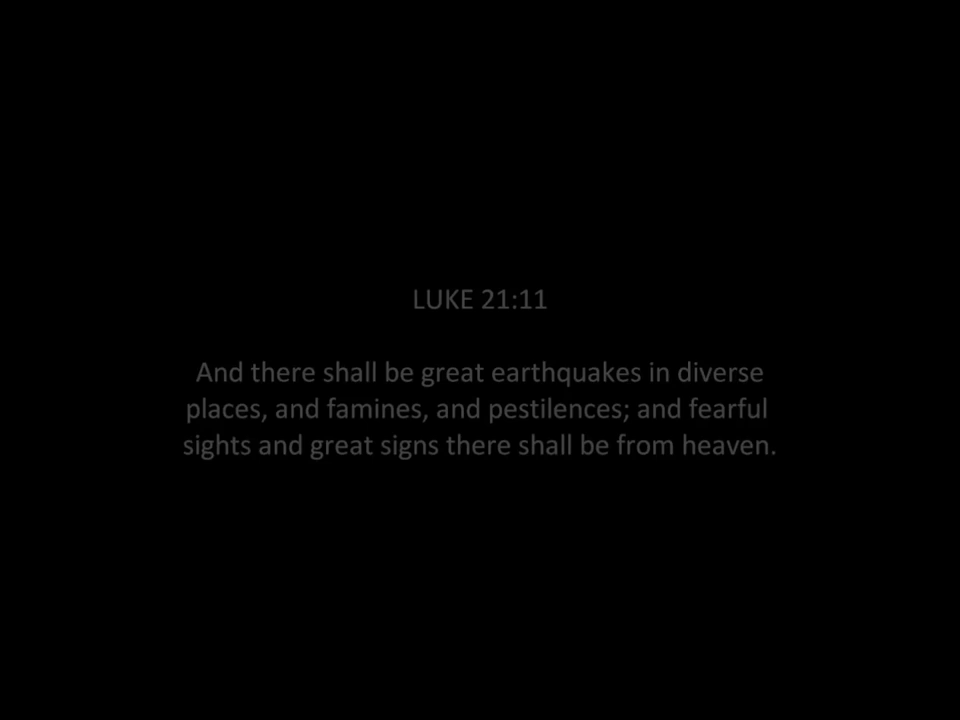 LUKE 21:11
And there shall be great earthquakes in diverse
places, and famines, and pestilences; and fearful
sights and great signs there shall be from heaven.